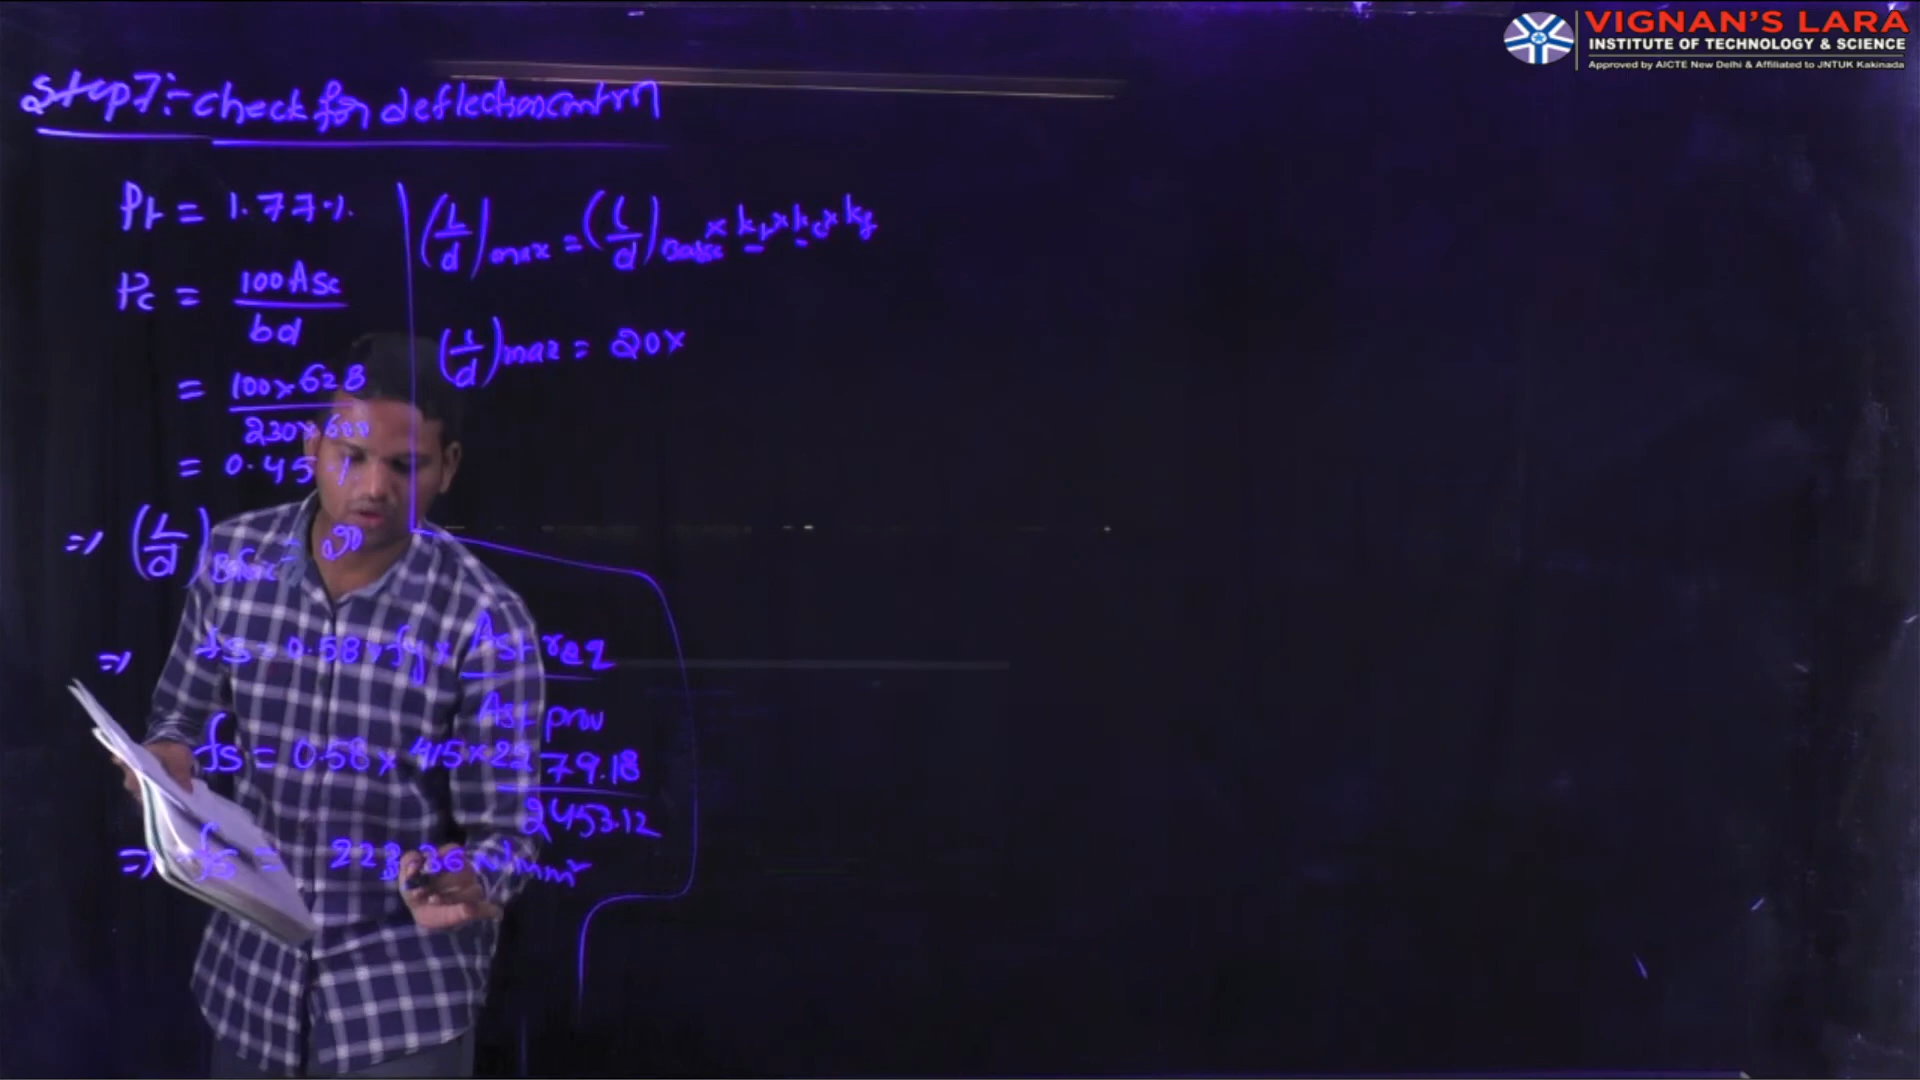 VIGNAN'S LARA
INSTITUTE OF TECHNOLOGY & SCIENCE
Approved by AICTE New Delhi & Affiliated to JNTUK Kakinada
Step7:- check for deflection control
Pt = 1.77%.
Pc = 100Asc / bd
= 100×628 / 230×600
= 0.45 %
⇒ (L/d) Basic = 20
⇒ fs = 0.58 × fy × Ast req / Ast prov
fs = 0.58 × 415 × 2279.18 / 2453.12
⇒ fs = 223.36 N/mm²
(L/d) max = (L/d) Basic × kt × kc × kf
(L/d) max = 20×